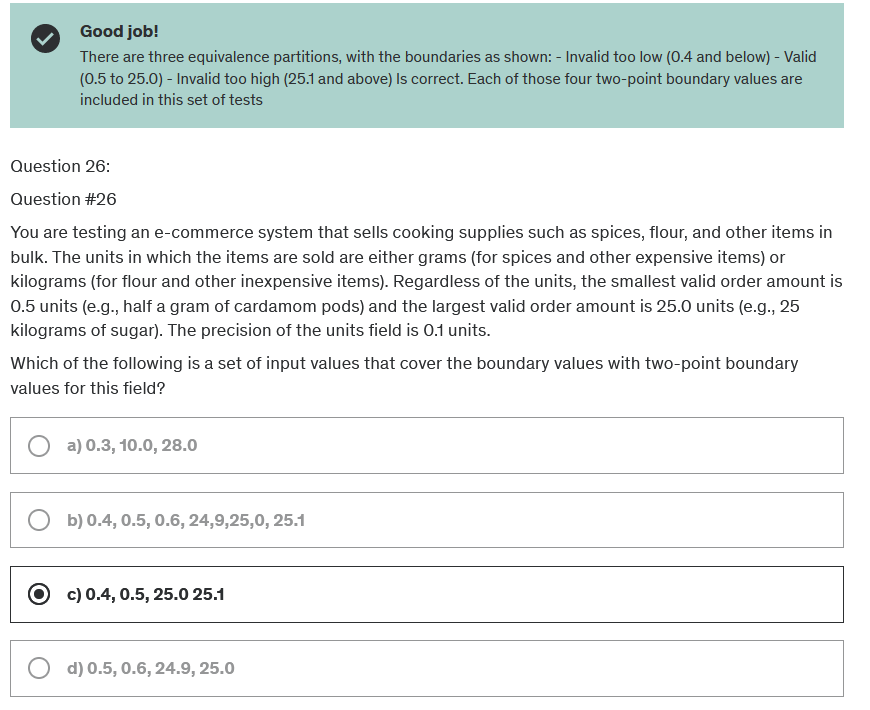 Good job!
There are three equivalence partitions, with the boundaries as shown: - Invalid too low (0.4 and below) - Valid
(0.5 to 25.0) - Invalid too high (25.1 and above) Is correct. Each of those four two-point boundary values are
included in this set of tests
Question 26:
Question #26
You are testing an e-commerce system that sells cooking supplies such as spices, flour, and other items in
bulk. The units in which the items are sold are either grams (for spices and other expensive items) or
kilograms (for flour and other inexpensive items). Regardless of the units, the smallest valid order amount is
0.5 units (e.g., half a gram of cardamom pods) and the largest valid order amount is 25.0 units (e.g., 25
kilograms of sugar). The precision of the units field is 0.1 units.
Which of the following is a set of input values that cover the boundary values with two-point boundary
values for this field?
a) 0.3, 10.0, 28.0
b) 0.4, 0.5, 0.6, 24,9,25,0, 25.1
c) 0.4, 0.5, 25.0 25.1
d) 0.5, 0.6, 24.9, 25.0